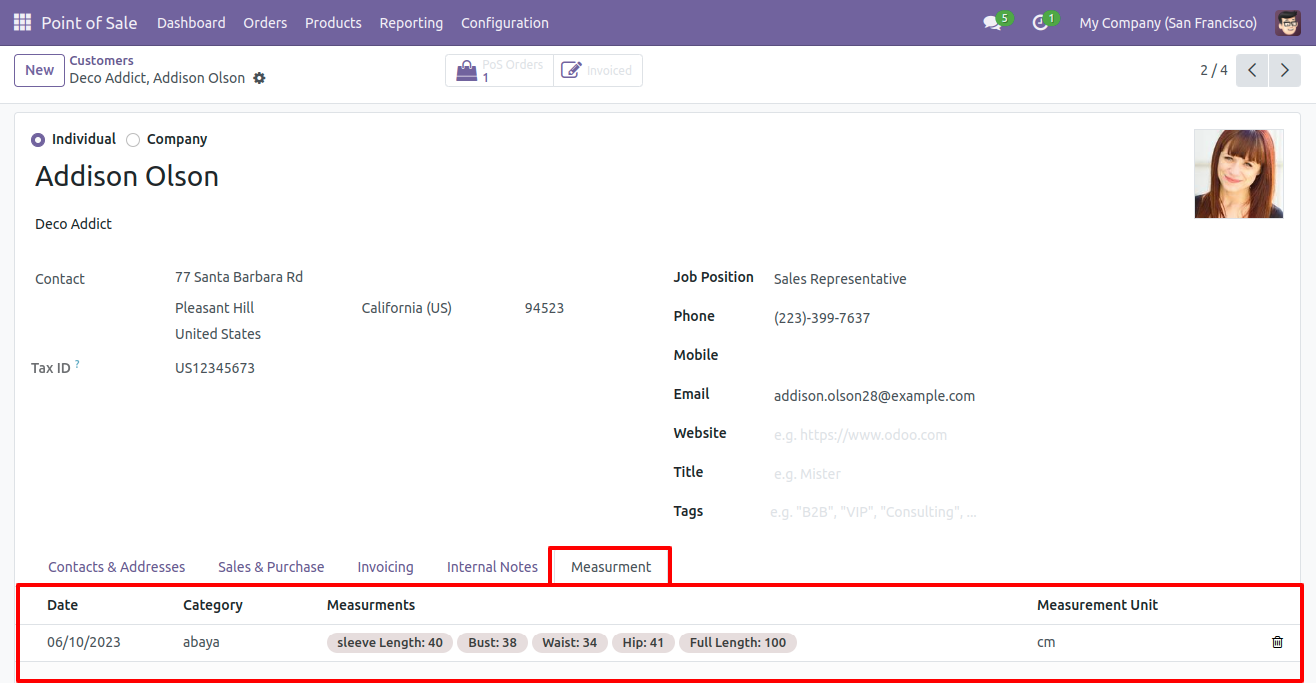 Point of Sale Dashboard Orders Products Reporting Configuration 5 1 My Company (San Francisco)
New Customers PoS Orders Invoiced 2 / 4
Deco Addict, Addison Olson 1
Individual Company
Addison Olson
Deco Addict
Contact 77 Santa Barbara Rd Job Position Sales Representative
Pleasant Hill California (US) 94523 Phone (223)-399-7637
United States
Mobile
Tax ID ? US12345673
Email addison.olson28@example.com
Website e.g. https://www.odoo.com
Title e.g. Mister
Tags e.g. "B2B", "VIP", "Consulting", ...
Contacts & Addresses Sales & Purchase Invoicing Internal Notes Measurment
Date Category Measurments Measurement Unit
06/10/2023 abaya sleeve Length: 40 Bust: 38 Waist: 34 Hip: 41 Full Length: 100 cm